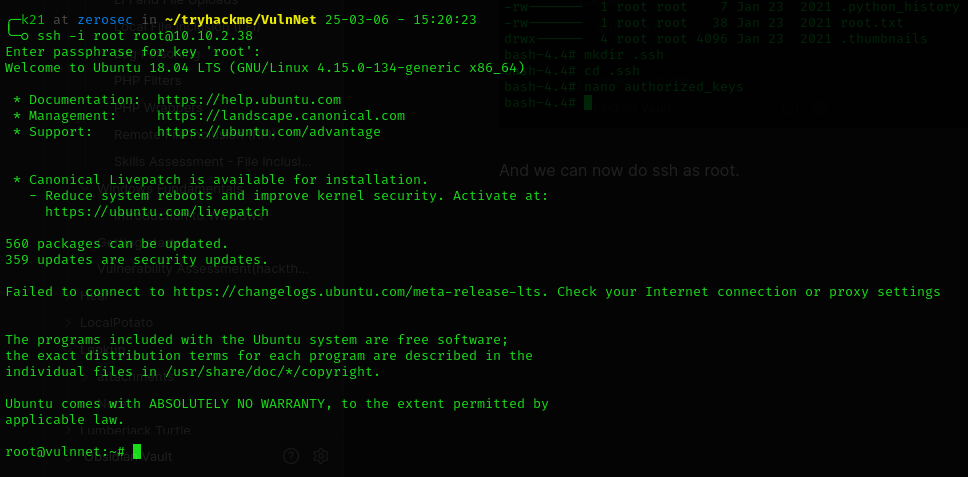 ╭─k21 at zerosec in ~/tryhackme/VulnNet 25-03-06 - 15:20:23
╰─○ ssh -i root root@10.10.2.38
Enter passphrase for key 'root':
Welcome to Ubuntu 18.04 LTS (GNU/Linux 4.15.0-134-generic x86_64)
* Documentation: https://help.ubuntu.com
* Management: https://landscape.canonical.com
* Support: https://ubuntu.com/advantage
* Canonical Livepatch is available for installation.
- Reduce system reboots and improve kernel security. Activate at:
https://ubuntu.com/livepatch
560 packages can be updated.
359 updates are security updates.
Failed to connect to https://changelogs.ubuntu.com/meta-release-lts. Check your Internet connection or proxy settings
The programs included with the Ubuntu system are free software;
the exact distribution terms for each program are described in the
individual files in /usr/share/doc/*/copyright.
Ubuntu comes with ABSOLUTELY NO WARRANTY, to the extent permitted by
applicable law.
root@vulnnet:~#
-rw------- 1 root root 7 Jan 23 2021 .python_history
-rw------- 1 root root 38 Jan 23 2021 root.txt
drwx------ 4 root root 4096 Jan 23 2021 .thumbnails
bash-4.4# mkdir .ssh
bash-4.4# cd .ssh
bash-4.4# nano authorized_keys
bash-4.4#
And we can now do ssh as root.
PHP Filters
Skills Assessment - File Inclusi...
Vulnerability Assessment(hackth...
LocalPotato
Lumberjack Turtle
Obsidian Vault